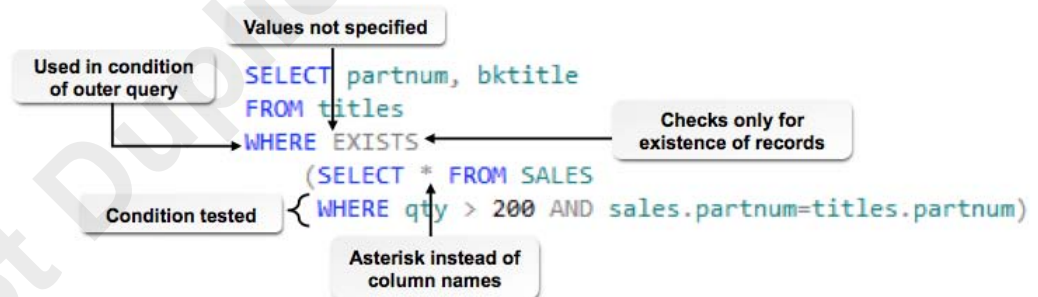 Values not specified
Used in condition
of outer query
SELECT partnum, bktitle
FROM titles
WHERE EXISTS
Checks only for
existence of records
(SELECT * FROM SALES
Condition tested
WHERE qty > 200 AND sales.partnum=titles.partnum)
Asterisk instead of
column names